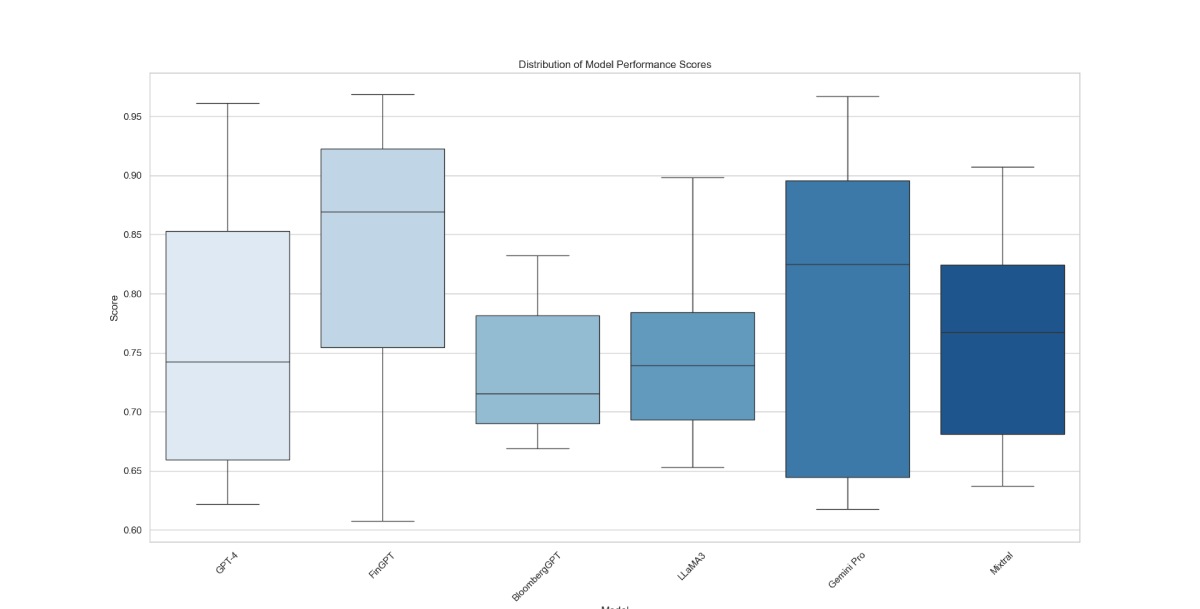 Distribution of Model Performance Scores
Score
0.95
0.90
0.85
0.80
0.75
0.70
0.65
0.60
GPT-4
FinGPT
BloombergGPT
LLaMA3
Gemini Pro
Mixtral
Model